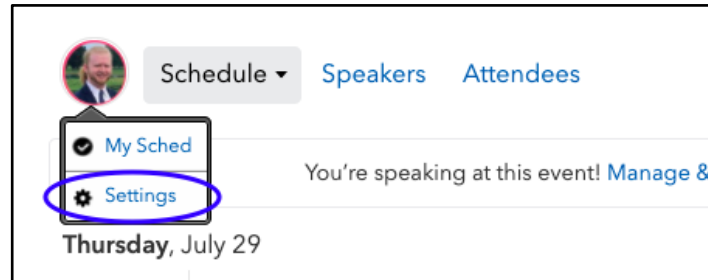 Schedule Speakers Attendees
My Sched
You're speaking at this event! Manage &
Settings
Thursday, July 29